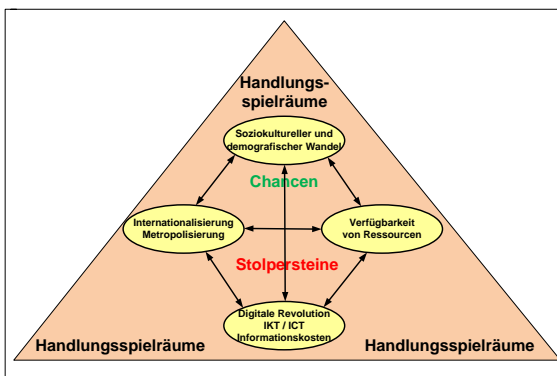 Handlungs-
spielräume
Soziokultureller und
demografischer Wandel
Chancen
Internationalisierung
Metropolisierung
Verfügbarkeit
von Ressourcen
Stolpersteine
Digitale Revolution
IKT / ICT
Informationskosten
Handlungsspielräume
Handlungsspielräume